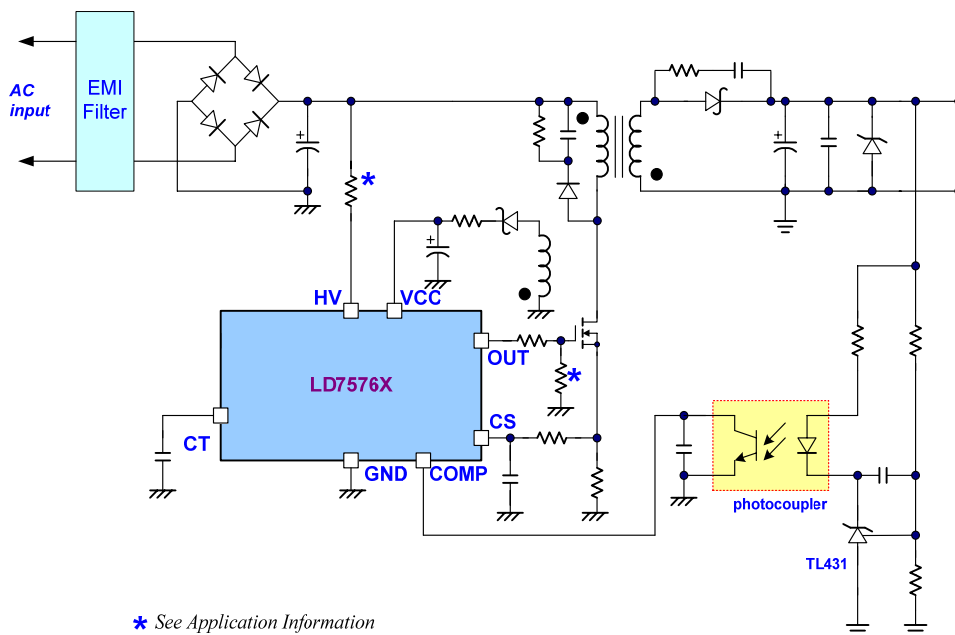 AC
input
EMI
Filter
*
+
+
+
HV
VCC
OUT
LD7576X
*
CS
CT
GND
COMP
photocoupler
TL431
* See Application Information